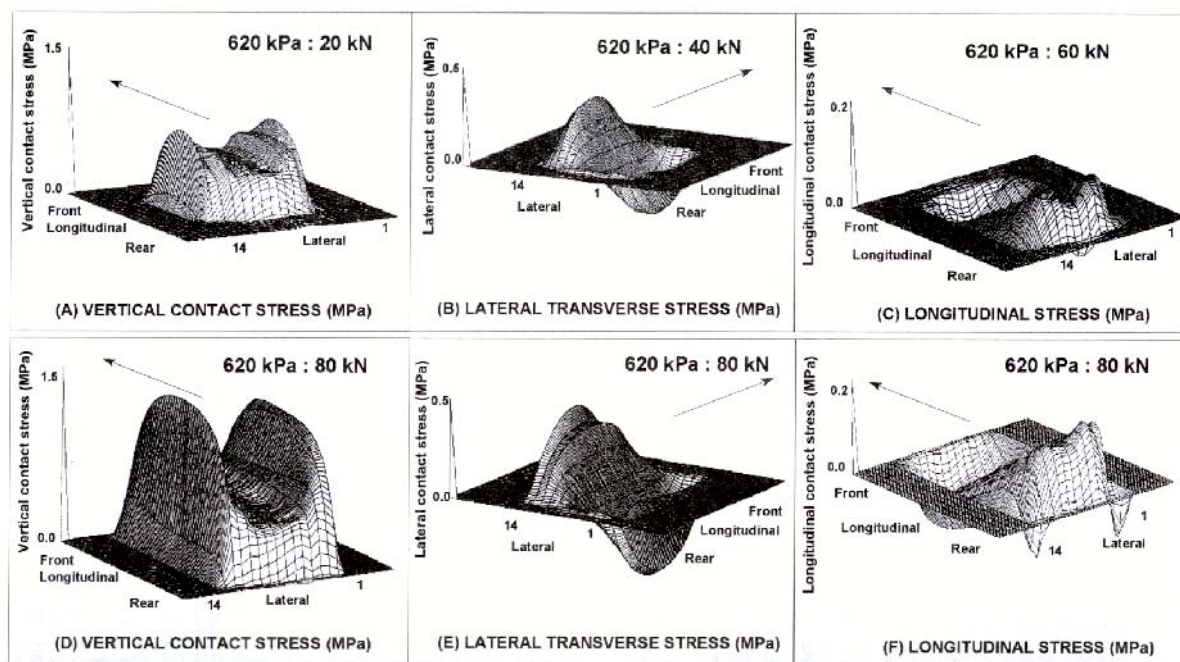 620 kPa : 20 kN
Vertical contact stress (MPa)
1.5
0.0
Front
Longitudinal
Rear
14
Lateral
1
(A) VERTICAL CONTACT STRESS (MPa)
620 kPa : 40 kN
Lateral contact stress (MPa)
0.5
0.0
14
Lateral
1
Front
Longitudinal
Rear
(B) LATERAL TRANSVERSE STRESS (MPa)
620 kPa : 60 kN
Longitudinal contact stress (MPa)
0.2
0.0
Front
Longitudinal
Rear
14
Lateral
1
(C) LONGITUDINAL STRESS (MPa)
620 kPa : 80 kN
Vertical contact stress (MPa)
1.5
0.0
Front
Longitudinal
Rear
14
Lateral
1
(D) VERTICAL CONTACT STRESS (MPa)
620 kPa : 80 kN
Lateral contact stress (MPa)
0.5
0.0
14
Lateral
1
Front
Longitudinal
Rear
(E) LATERAL TRANSVERSE STRESS (MPa)
620 kPa : 80 kN
Longitudinal contact stress (MPa)
0.2
0.0
Front
Longitudinal
Rear
14
Lateral
1
(F) LONGITUDINAL STRESS (MPa)